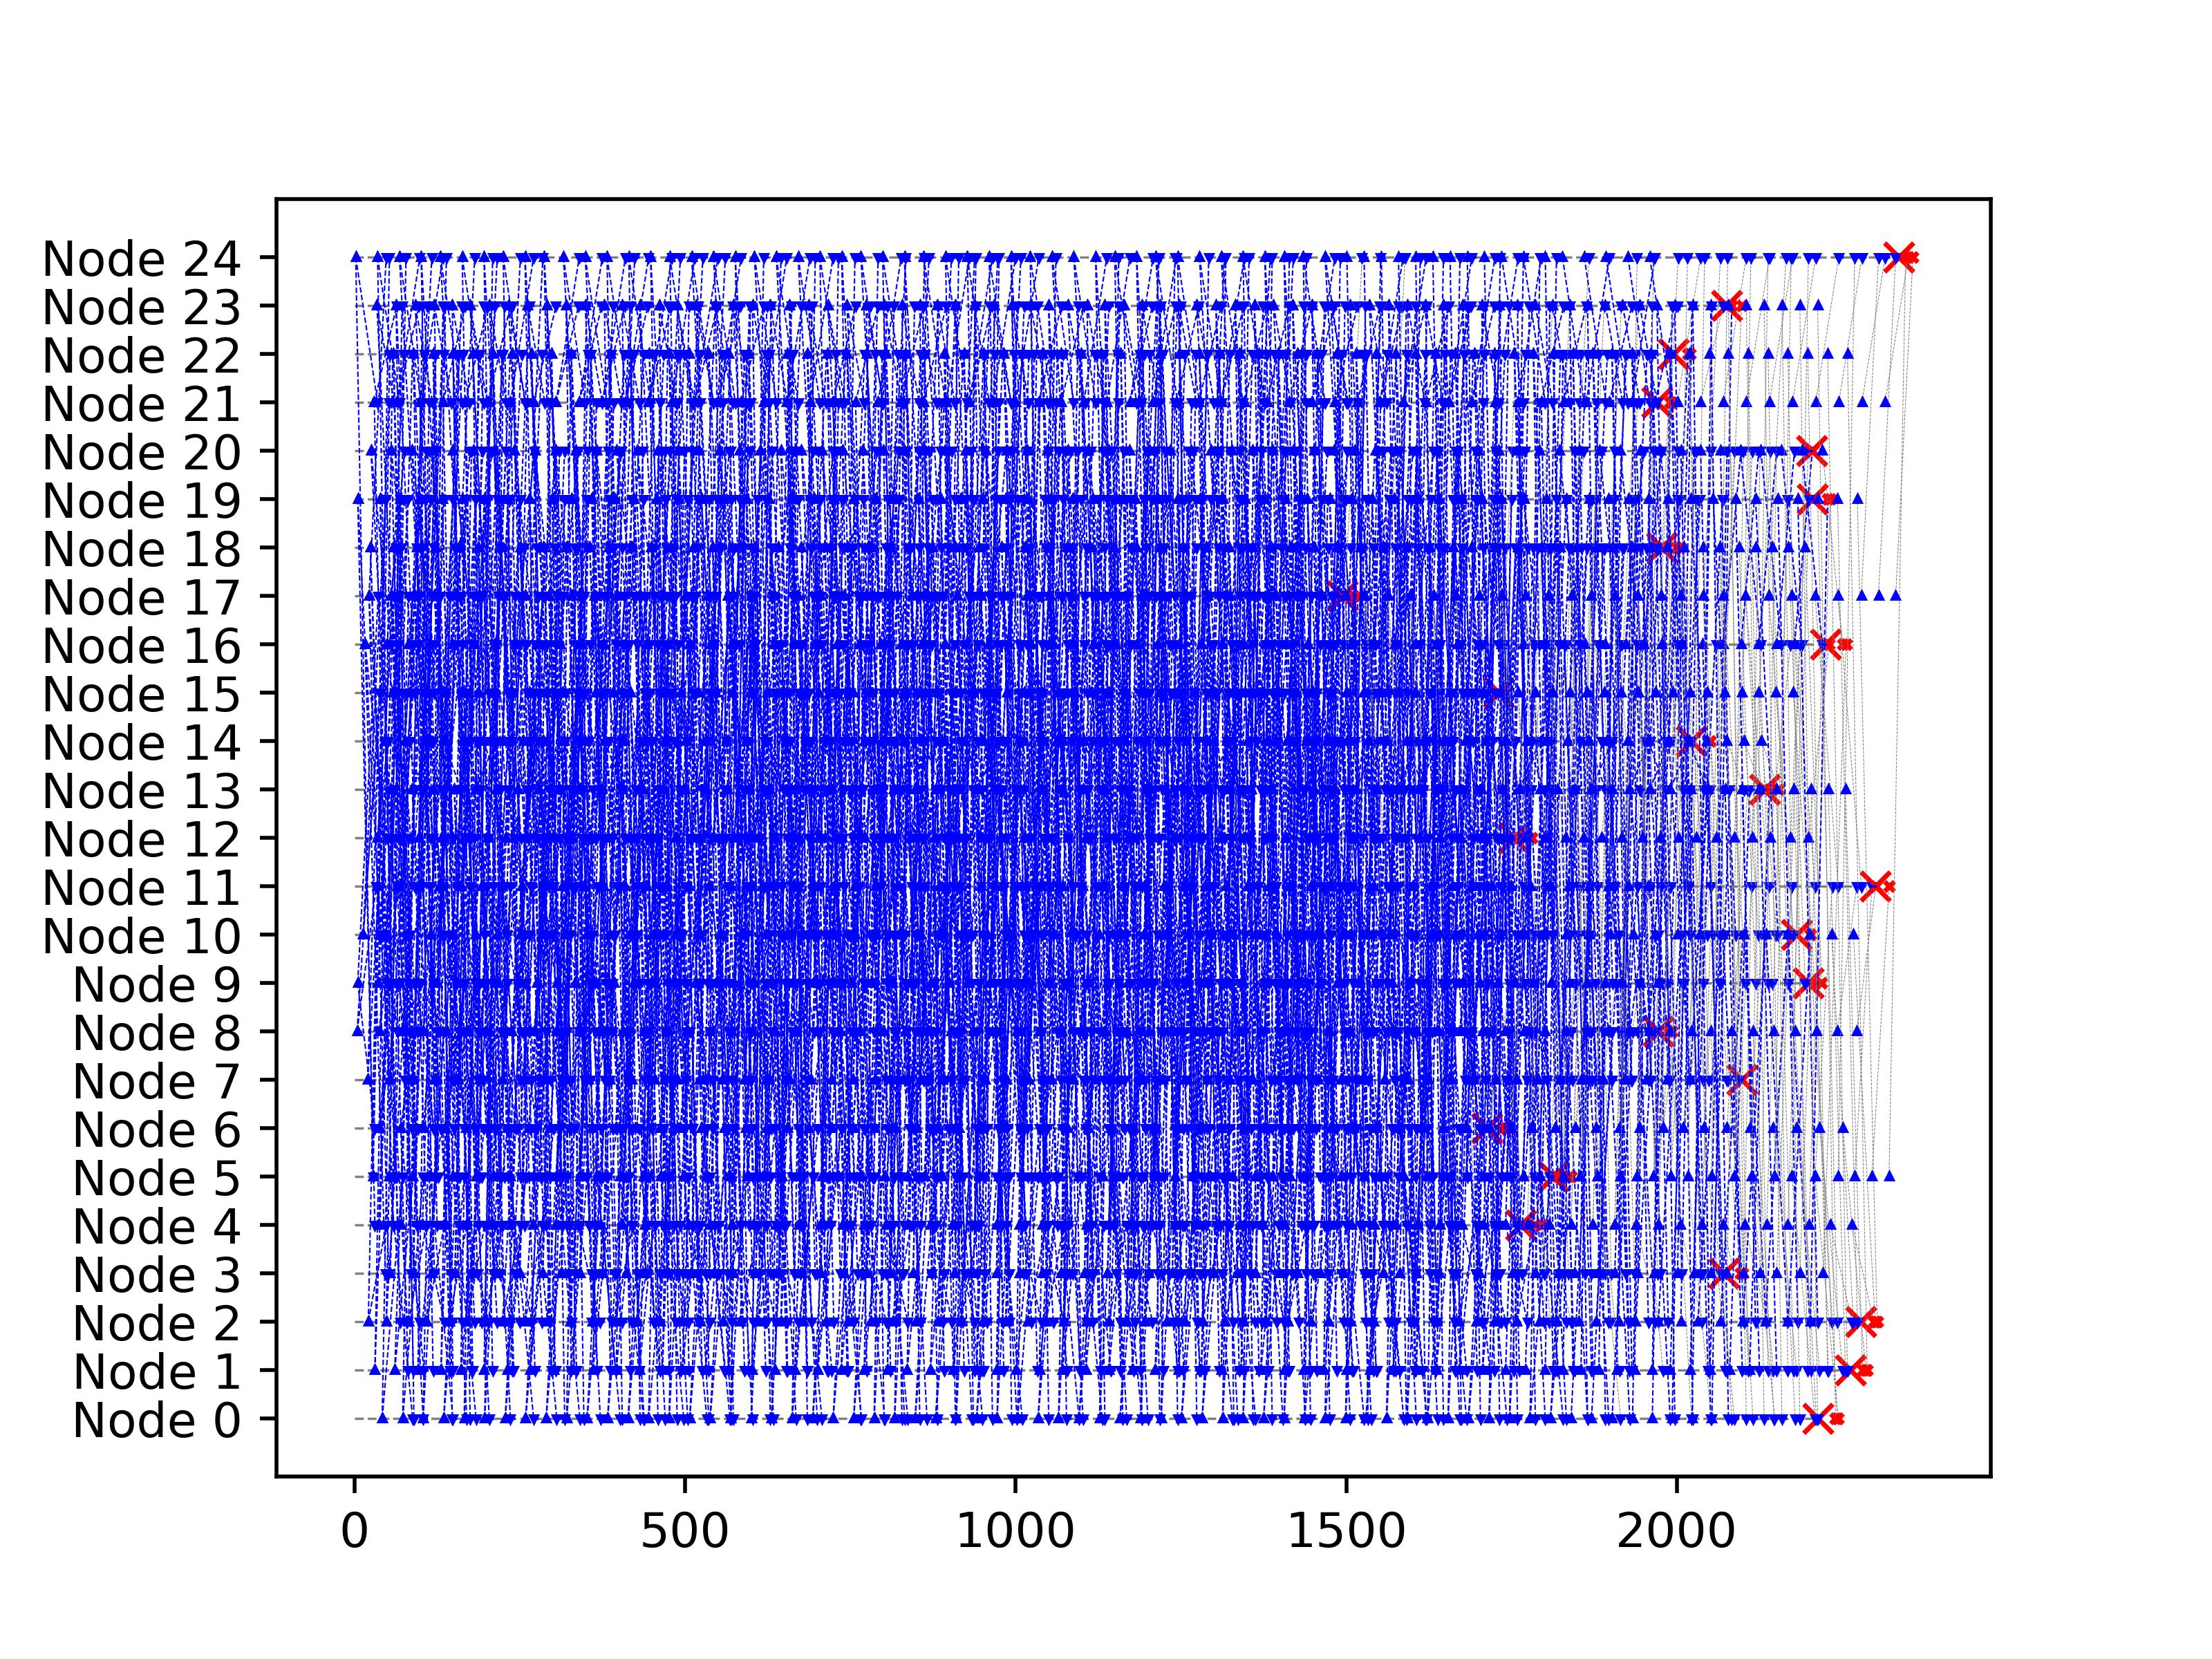 Node 24
Node 23
Node 22
Node 21
Node 20
Node 19
Node 18
Node 17
Node 16
Node 15
Node 14
Node 13
Node 12
Node 11
Node 10
Node 9
Node 8
Node 7
Node 6
Node 5
Node 4
Node 3
Node 2
Node 1
Node 0
0 500 1000 1500 2000